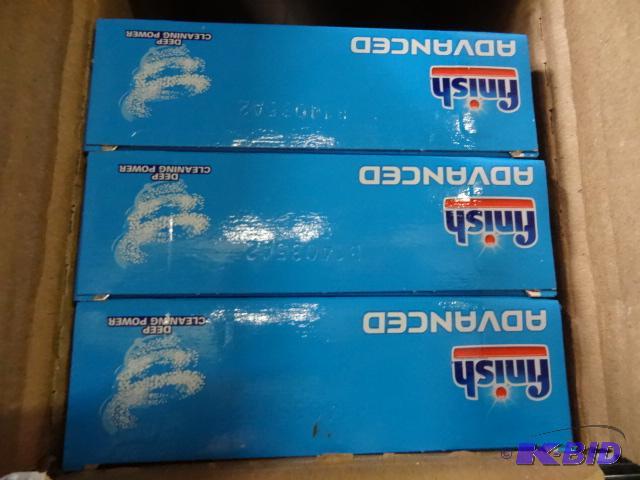 DEEP
CLEANING POWER
ADVANCED
finish
DEEP
CLEANING POWER
ADVANCED
finish
DEEP
CLEANING POWER
ADVANCED
finish
© K-BID